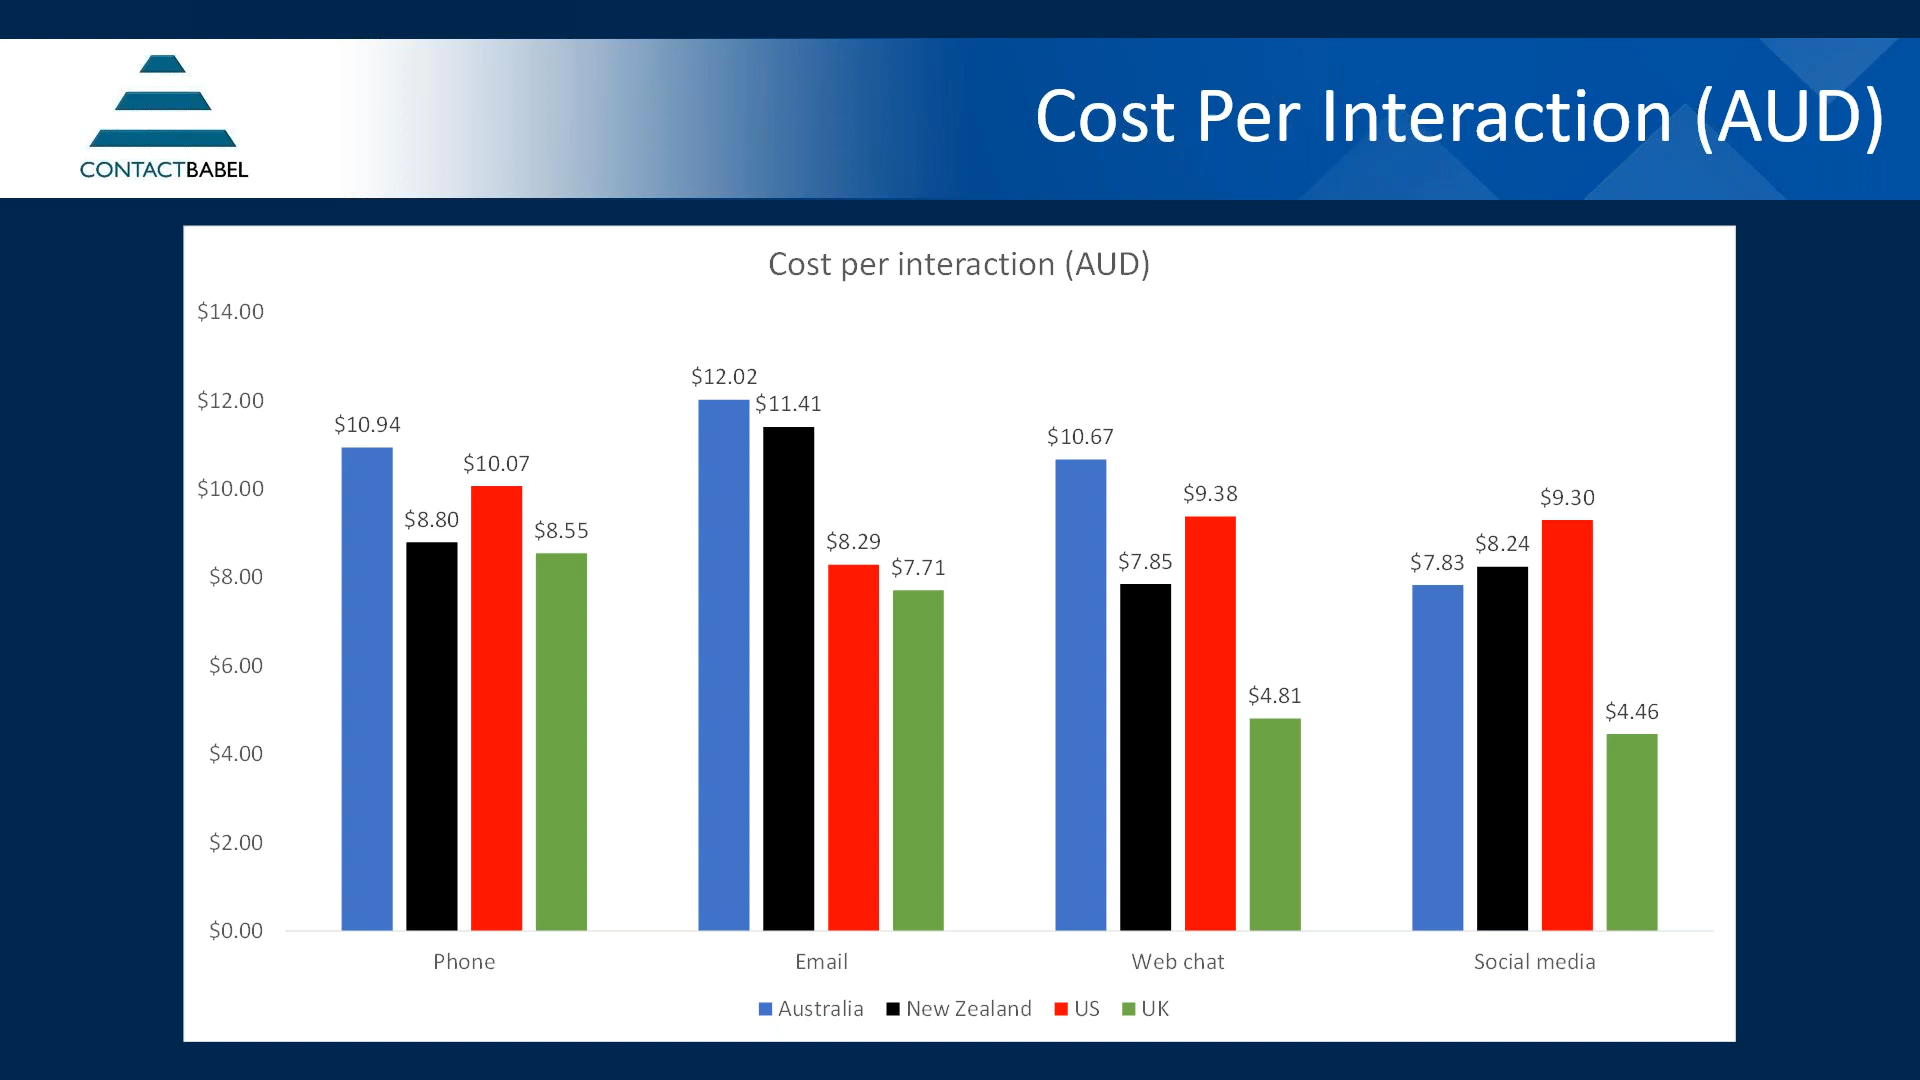 CONTACTBABEL
Cost Per Interaction (AUD)
Cost per interaction (AUD)
$14.00
$12.00
$10.00
$8.00
$6.00
$4.00
$2.00
$0.00
$10.94
$8.80
$10.07
$8.55
$12.02
$11.41
$8.29
$7.71
$10.67
$7.85
$9.38
$4.81
$7.83
$8.24
$9.30
$4.46
Phone
Email
Web chat
Social media
Australia
New Zealand
US
UK